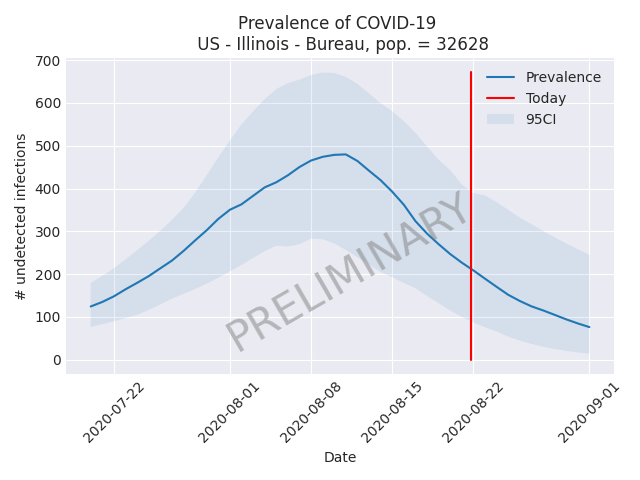 Prevalence of COVID-19
US - Illinois - Bureau, pop. = 32628
# undetected infections
700
600
500
400
300
200
100
0
Prevalence
Today
95CI
PRELIMINARY
2020-07-22
2020-08-01
2020-08-08
2020-08-15
2020-08-22
2020-09-01
Date